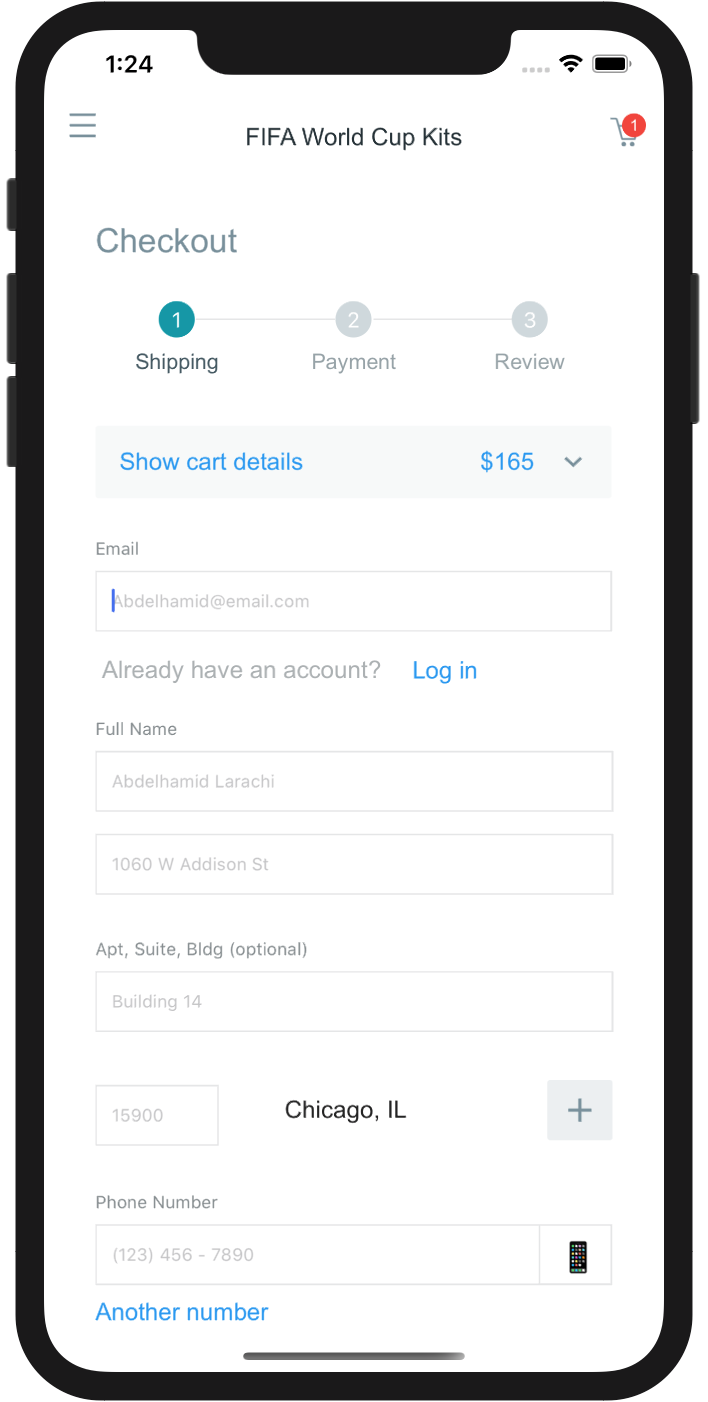 1:24
FIFA World Cup Kits
1
Checkout
1 2 3
Shipping Payment Review
Show cart details $165
Email
Abdelhamid@email.com
Already have an account? Log in
Full Name
Abdelhamid Larachi
1060 W Addison St
Apt, Suite, Bldg (optional)
Building 14
15900 Chicago, IL +
Phone Number
(123) 456 - 7890
Another number